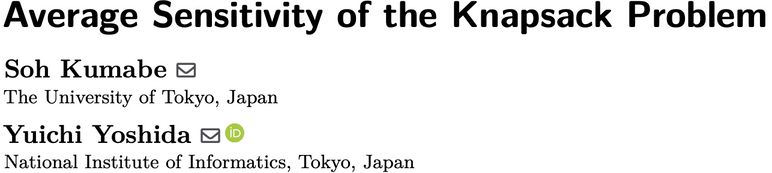 Average Sensitivity of the Knapsack Problem
Soh Kumabe
The University of Tokyo, Japan
Yuichi Yoshida iD
National Institute of Informatics, Tokyo, Japan